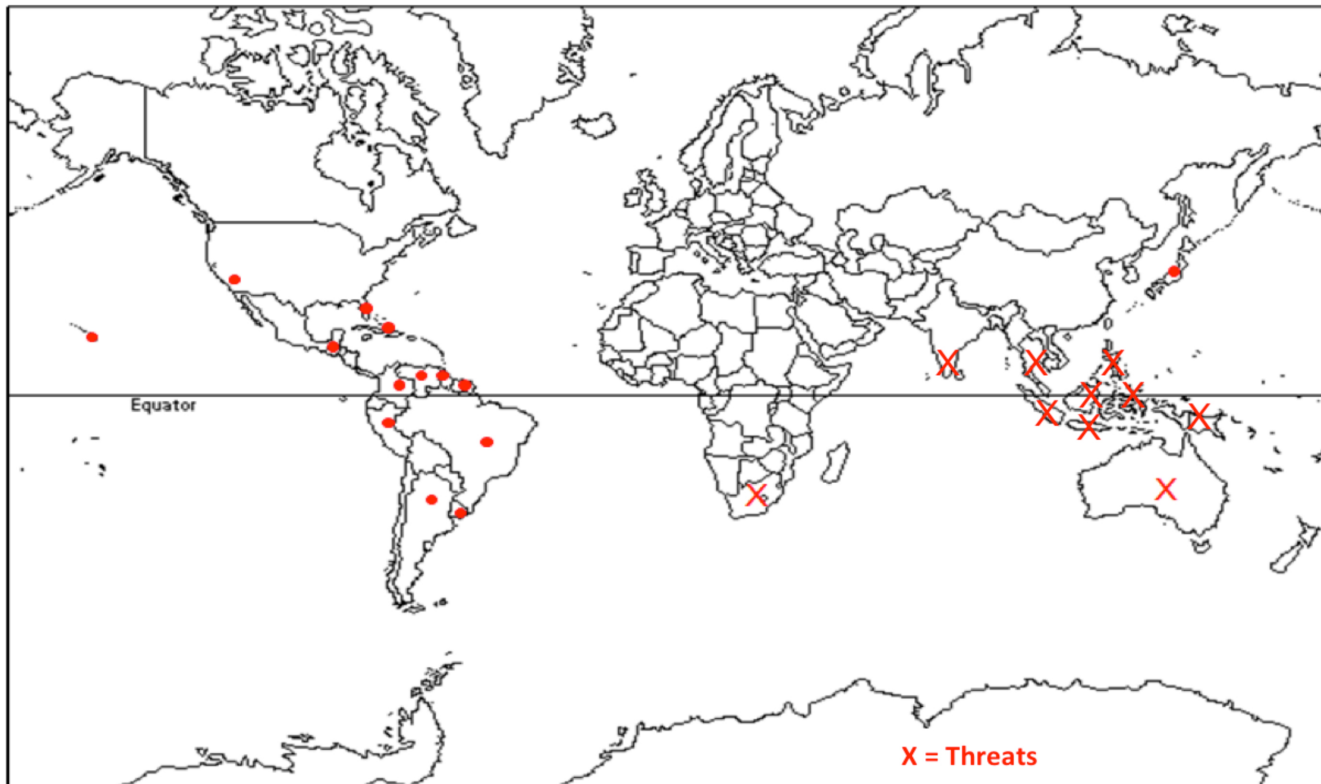 Equator
X = Threats